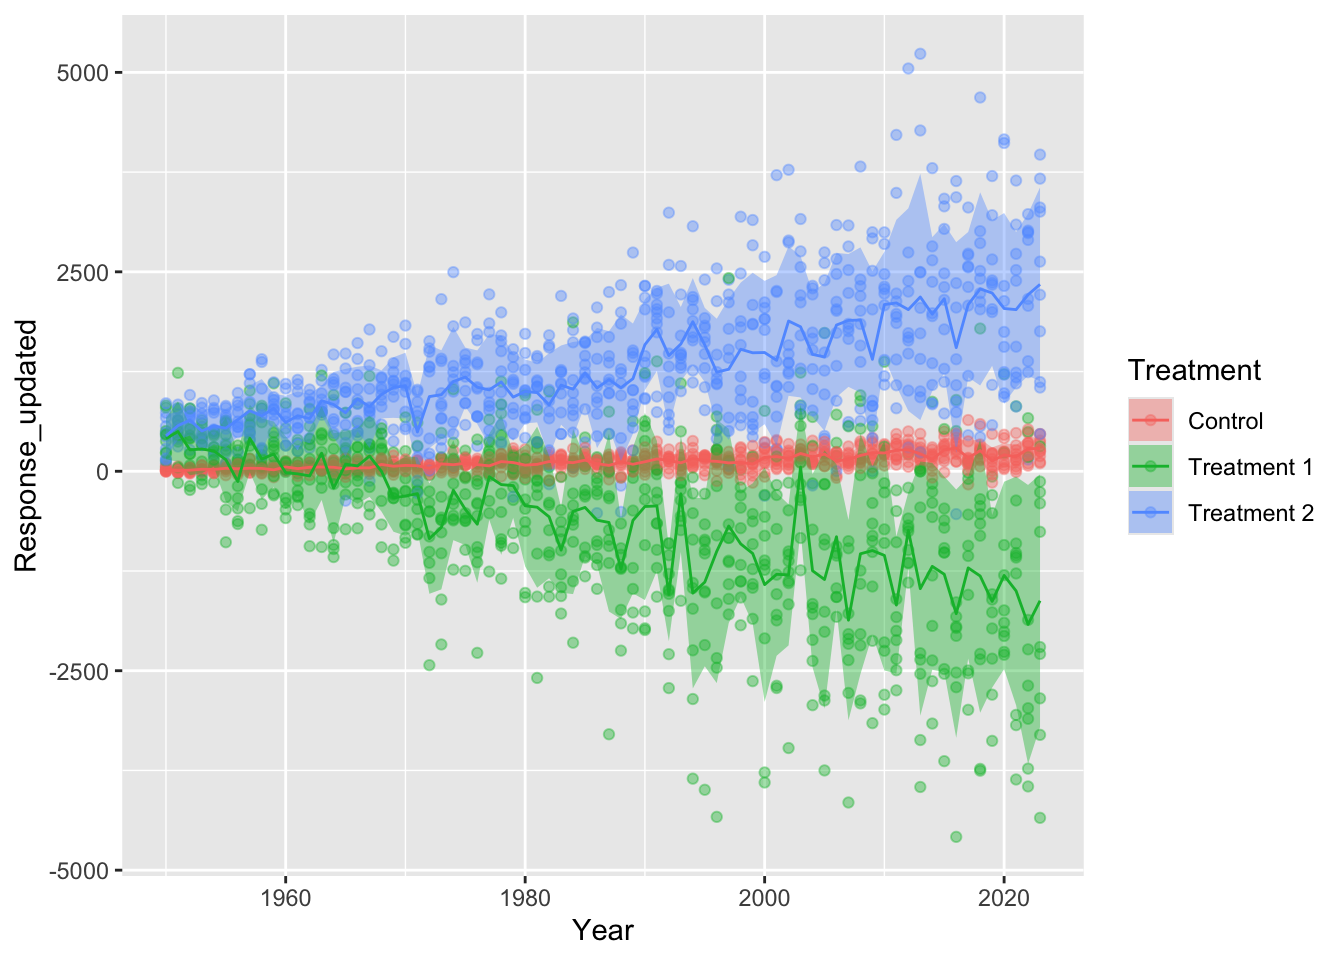 5000
2500
0
-2500
-5000
Response_updated
1960 1980 2000 2020
Year
Treatment
Control
Treatment 1
Treatment 2